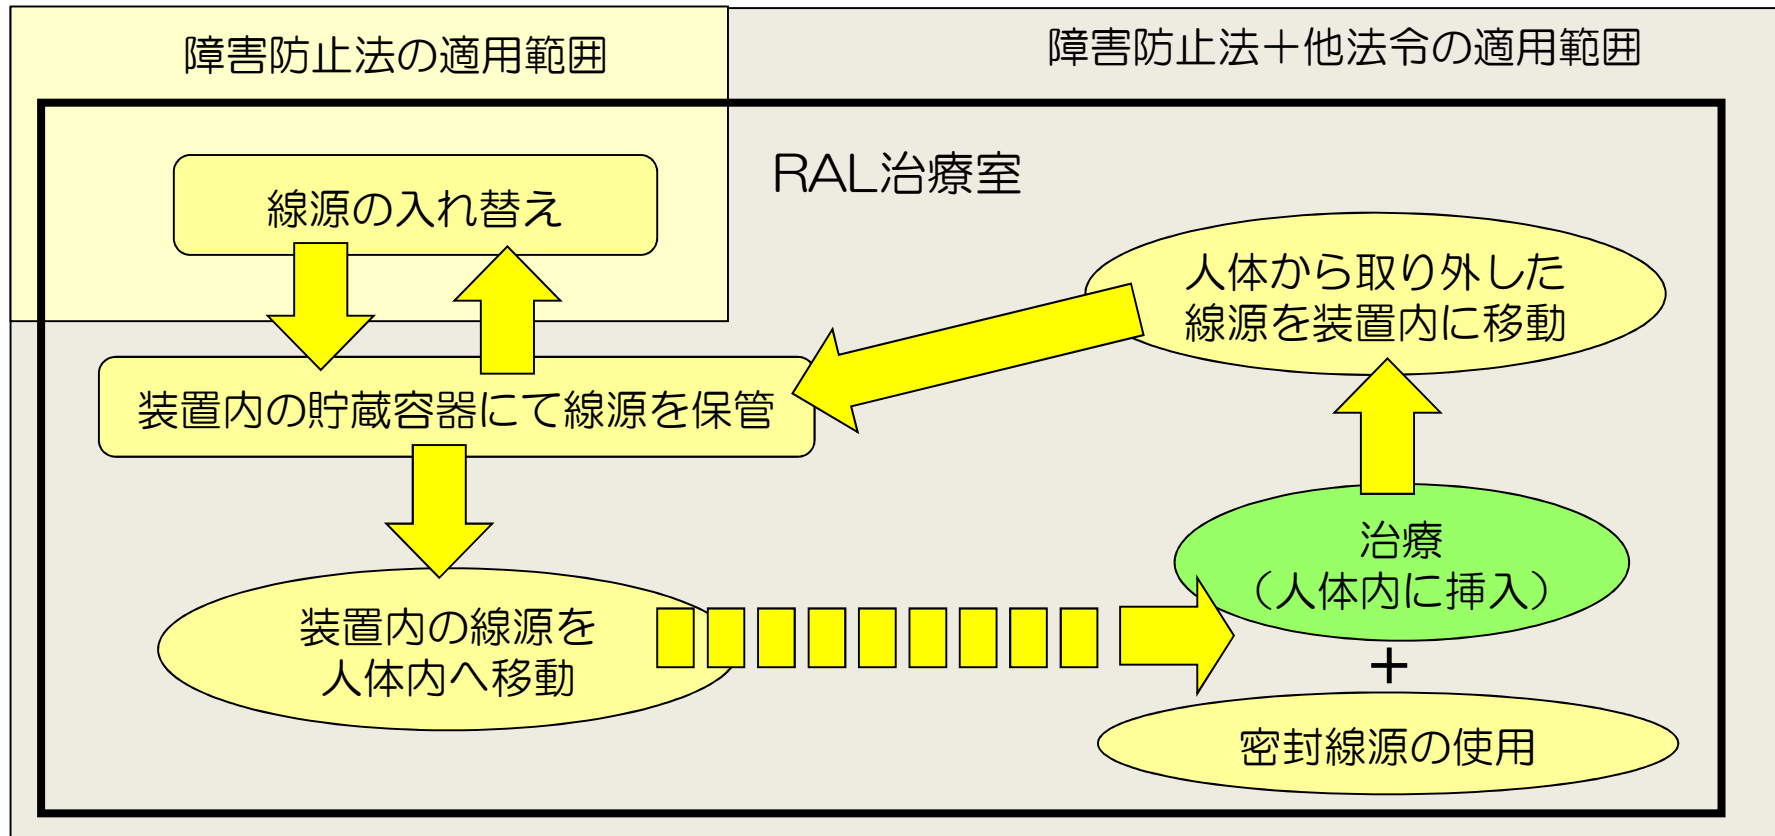 障害防止法の適用範囲
障害防止法＋他法令の適用範囲
RAL治療室
線源の入れ替え
人体から取り外した
線源を装置内に移動
装置内の貯蔵容器にて線源を保管
治療
（人体内に挿入）
装置内の線源を
人体内へ移動
＋
密封線源の使用